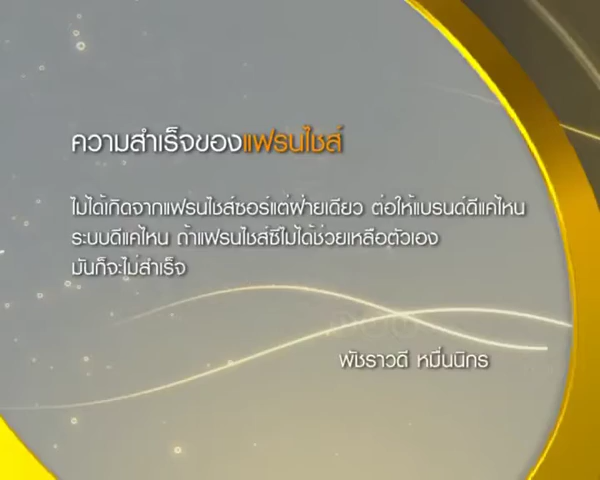 ความสำเร็จของแฟรนไชส์
ไม่ได้เกิดจากแฟรนไชส์ซอร์แต่ฝ่ายเดียว ต่อให้แบรนด์ดีแค่ไหน
ระบบดีแค่ไหน ถ้าแฟรนไชส์ซีไม่ได้ช่วยเหลือตัวเอง
มันก็จะไม่สำเร็จ
พัชราวดี หมื่นนิกร